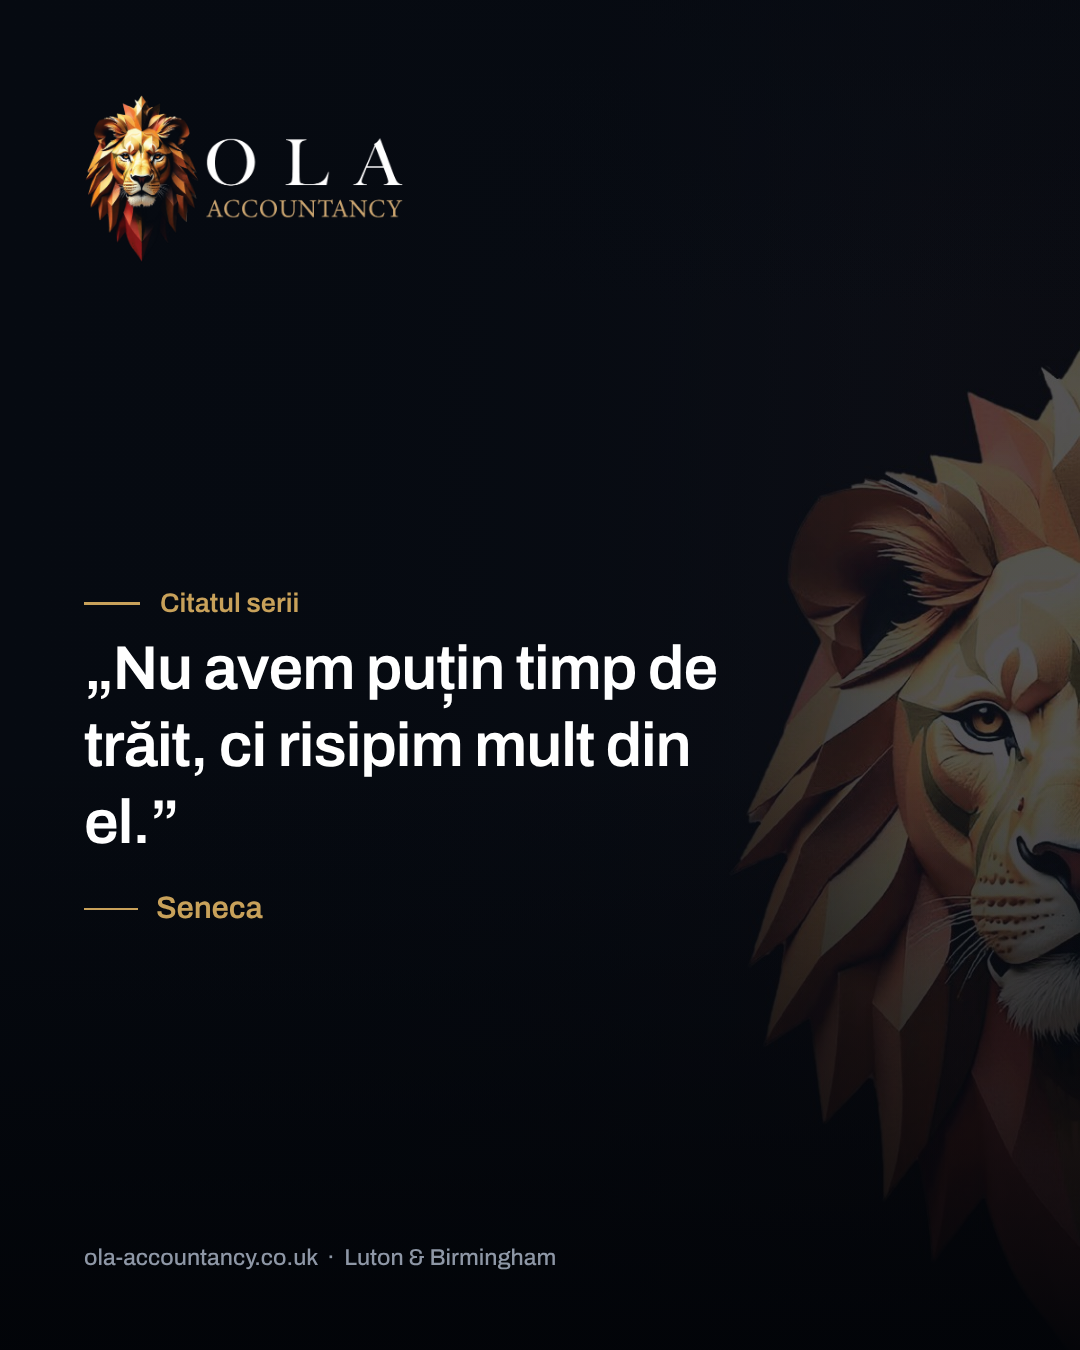 OLA
ACCOUNTANCY
Citatul serii
„Nu avem puțin timp de
trăit, ci risipim mult din
el.”
Seneca
ola-accountancy.co.uk · Luton & Birmingham